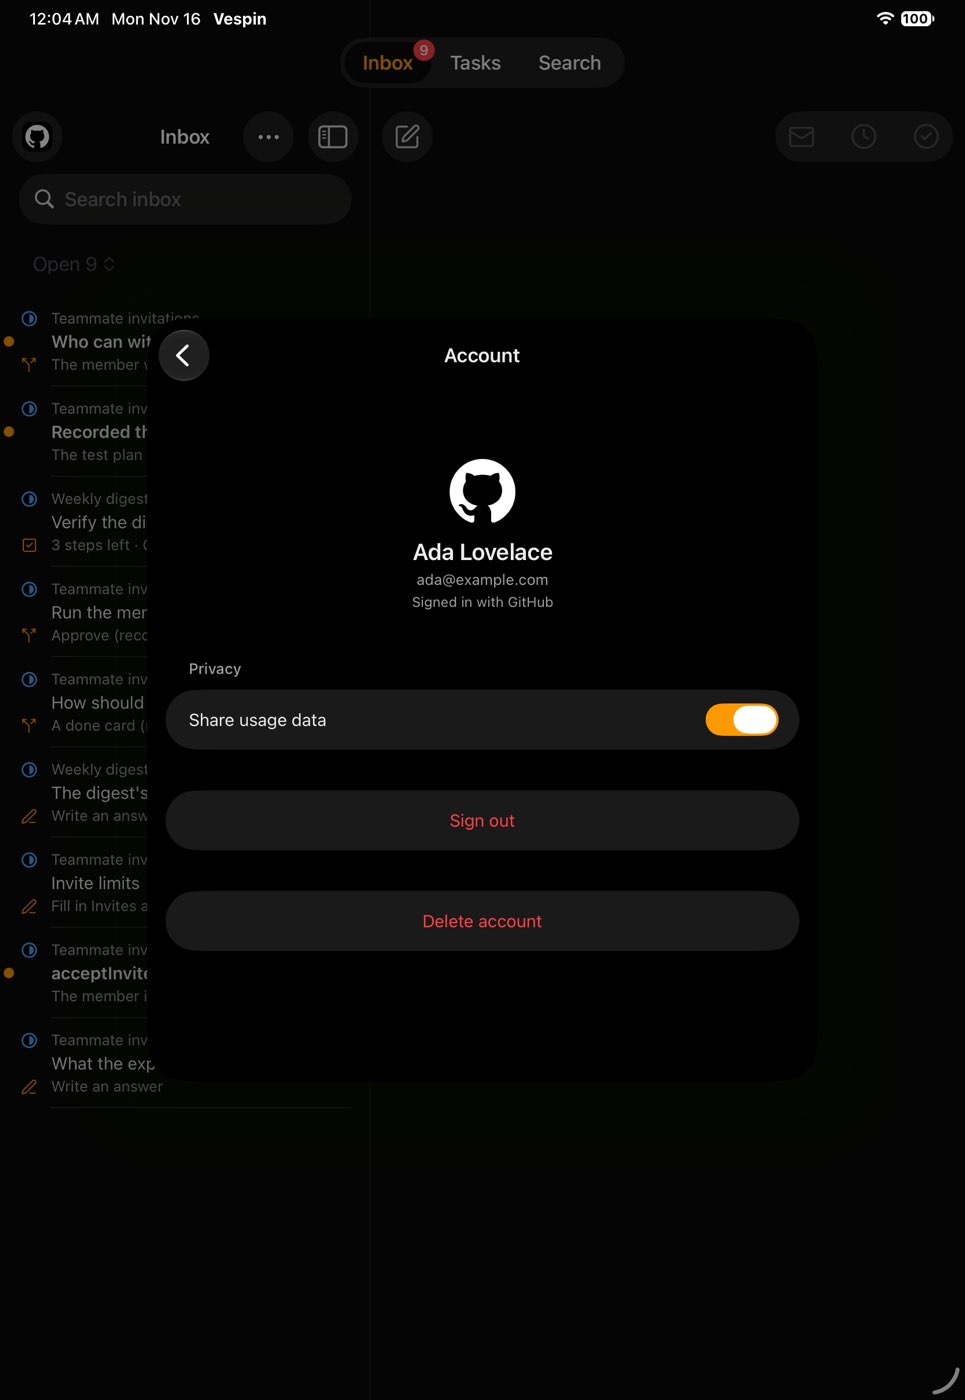 12:04 AM Mon Nov 16 Vespin
100
Inbox 9 Tasks Search
Inbox
Search inbox
Open 9
Teammate invitations
Who can wit
The member
Teammate inv
Recorded th
The test plan
Weekly digest
Verify the di
3 steps left ·
Teammate inv
Run the mer
Approve (reco
Teammate inv
How should
A done card (
Weekly digest
The digest's
Write an answ
Teammate inv
Invite limits
Fill in Invites a
Teammate inv
acceptInvite
The member i
Teammate inv
What the exp
Write an answer
Account
Ada Lovelace
ada@example.com
Signed in with GitHub
Privacy
Share usage data
Sign out
Delete account